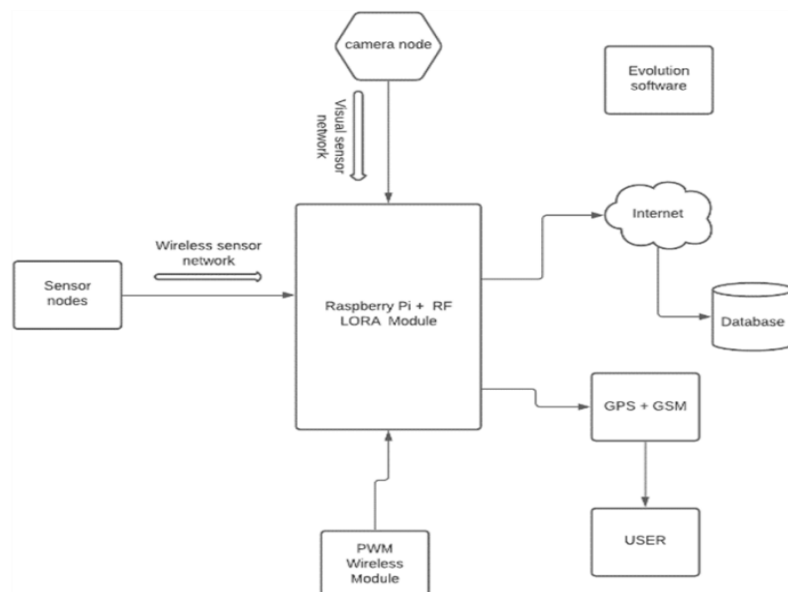 camera node
Evolution
software
Visual sensor
network
Internet
Wireless sensor
network
Sensor
nodes
Raspberry Pi + RF
LORA Module
Database
GPS + GSM
USER
PWM
Wireless
Module